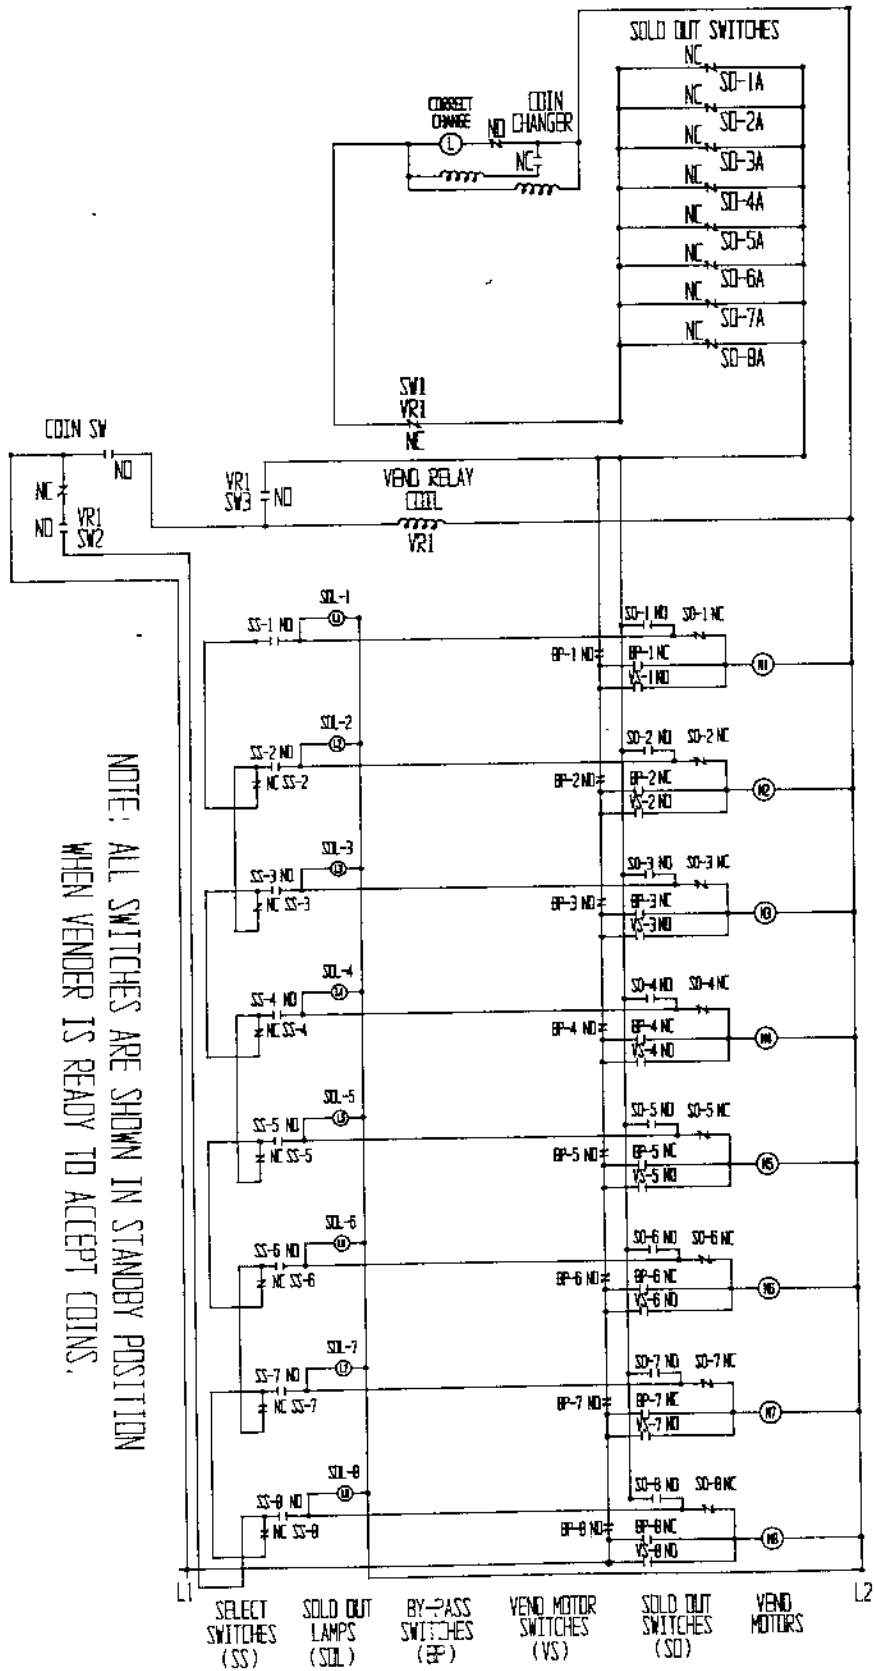 SOLD OUT SWITCHES
NC
SO-1A
NC
SO-2A
NC
SO-3A
NC
SO-4A
NC
SO-5A
NC
SO-6A
NC
SO-7A
NC
SO-8A
CORRECT
CHANGE
L
NO
COIN
CHANGER
NC
SW1
VR1
NC
COIN SW
NO
NC
NO
VR1
SW2
VR1
SW3
NO
VEND RELAY
COIL
VR1
SOL-1
SS-1 NO
L1
SO-1 NO
SO-1 NC
BP-1 NO
BP-1 NC
VS-1 NO
M1
SOL-2
SS-2 NO
L2
NC SS-2
SO-2 NO
SO-2 NC
BP-2 NO
BP-2 NC
VS-2 NO
M2
SOL-3
SS-3 NO
L3
NC SS-3
SO-3 NO
SO-3 NC
BP-3 NO
BP-3 NC
VS-3 NO
M3
SOL-4
SS-4 NO
L4
NC SS-4
SO-4 NO
SO-4 NC
BP-4 NO
BP-4 NC
VS-4 NO
M4
SOL-5
SS-5 NO
L5
NC SS-5
SO-5 NO
SO-5 NC
BP-5 NO
BP-5 NC
VS-5 NO
M5
SOL-6
SS-6 NO
L6
NC SS-6
SO-6 NO
SO-6 NC
BP-6 NO
BP-6 NC
VS-6 NO
M6
SOL-7
SS-7 NO
L7
NC SS-7
SO-7 NO
SO-7 NC
BP-7 NO
BP-7 NC
VS-7 NO
M7
SOL-8
SS-8 NO
L8
NC SS-8
SO-8 NO
SO-8 NC
BP-8 NO
BP-8 NC
VS-8 NO
M8
NOTE: ALL SWITCHES ARE SHOWN IN STANDBY POSITION
WHEN VENDER IS READY TO ACCEPT COINS.
L1
L2
SELECT
SWITCHES
(SS)
SOLD OUT
LAMPS
(SOL)
BY-PASS
SWITCHES
(BP)
VEND MOTOR
SWITCHES
(VS)
SOLD OUT
SWITCHES
(SO)
VEND
MOTORS